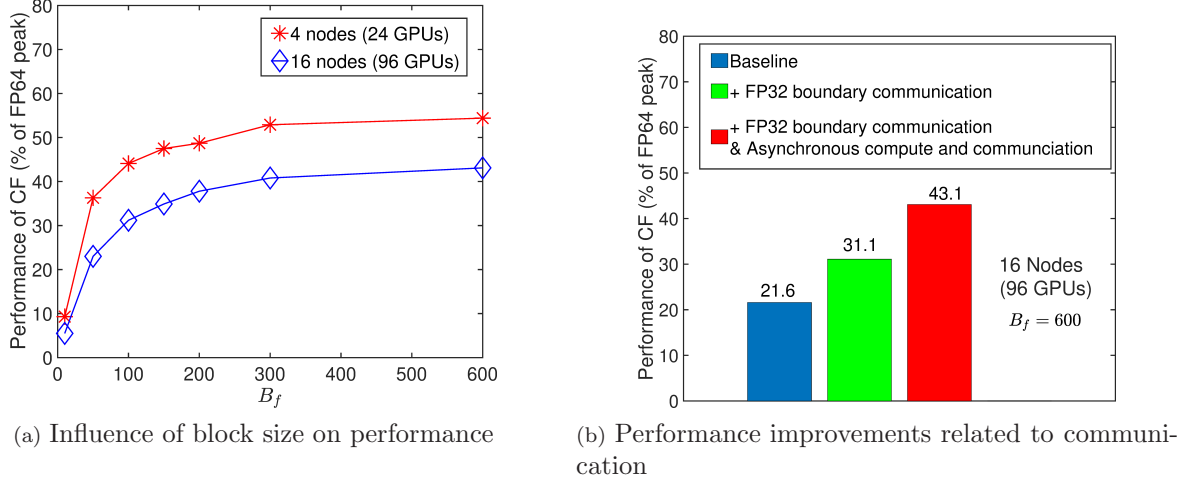 Performance of CF (% of FP64 peak)
80
70
60
50
40
30
20
10
0
4 nodes (24 GPUs)
16 nodes (96 GPUs)
0 100 200 300 400 500 600
B_f
(a) Influence of block size on performance
Performance of CF (% of FP64 peak)
80
70
60
50
40
30
20
10
0
Baseline
+ FP32 boundary communication
+ FP32 boundary communication
& Asynchronous compute and communciation
21.6
31.1
43.1
16 Nodes
(96 GPUs)
B_f = 600
(b) Performance improvements related to communi-
cation